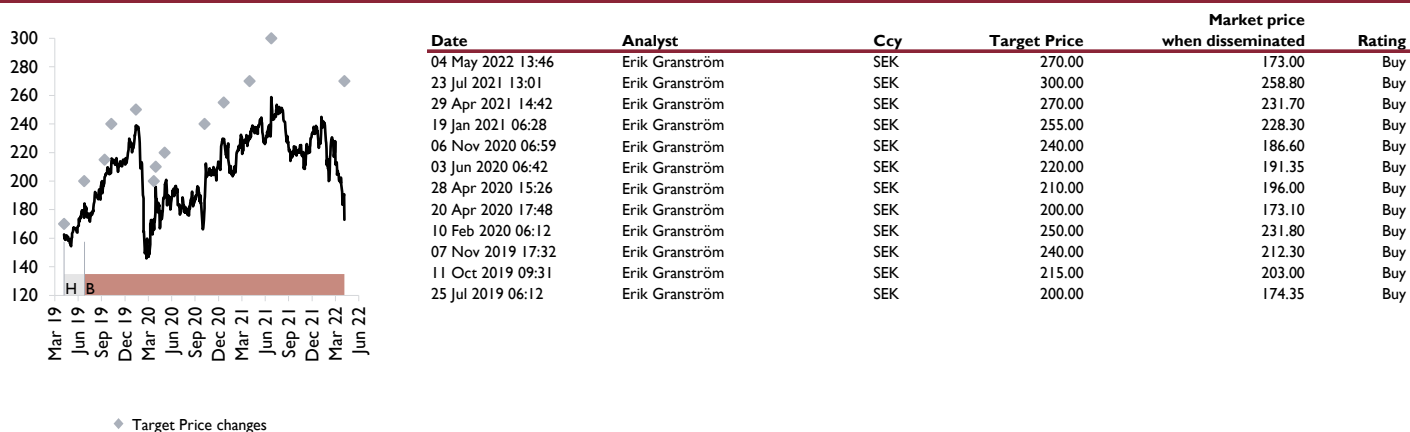 300
280
260
240
220
200
180
160
140
120
H B
Mar 19
Jun 19
Sep 19
Dec 19
Mar 20
Jun 20
Sep 20
Dec 20
Mar 21
Jun 21
Sep 21
Dec 21
Mar 22
Jun 22
Target Price changes
Market price
Date Analyst Ccy Target Price when disseminated Rating
04 May 2022 13:46 Erik Granström SEK 270.00 173.00 Buy
23 Jul 2021 13:01 Erik Granström SEK 300.00 258.80 Buy
29 Apr 2021 14:42 Erik Granström SEK 270.00 231.70 Buy
19 Jan 2021 06:28 Erik Granström SEK 255.00 228.30 Buy
06 Nov 2020 06:59 Erik Granström SEK 240.00 186.60 Buy
03 Jun 2020 06:42 Erik Granström SEK 220.00 191.35 Buy
28 Apr 2020 15:26 Erik Granström SEK 210.00 196.00 Buy
20 Apr 2020 17:48 Erik Granström SEK 200.00 173.10 Buy
10 Feb 2020 06:12 Erik Granström SEK 250.00 231.80 Buy
07 Nov 2019 17:32 Erik Granström SEK 240.00 212.30 Buy
11 Oct 2019 09:31 Erik Granström SEK 215.00 203.00 Buy
25 Jul 2019 06:12 Erik Granström SEK 200.00 174.35 Buy